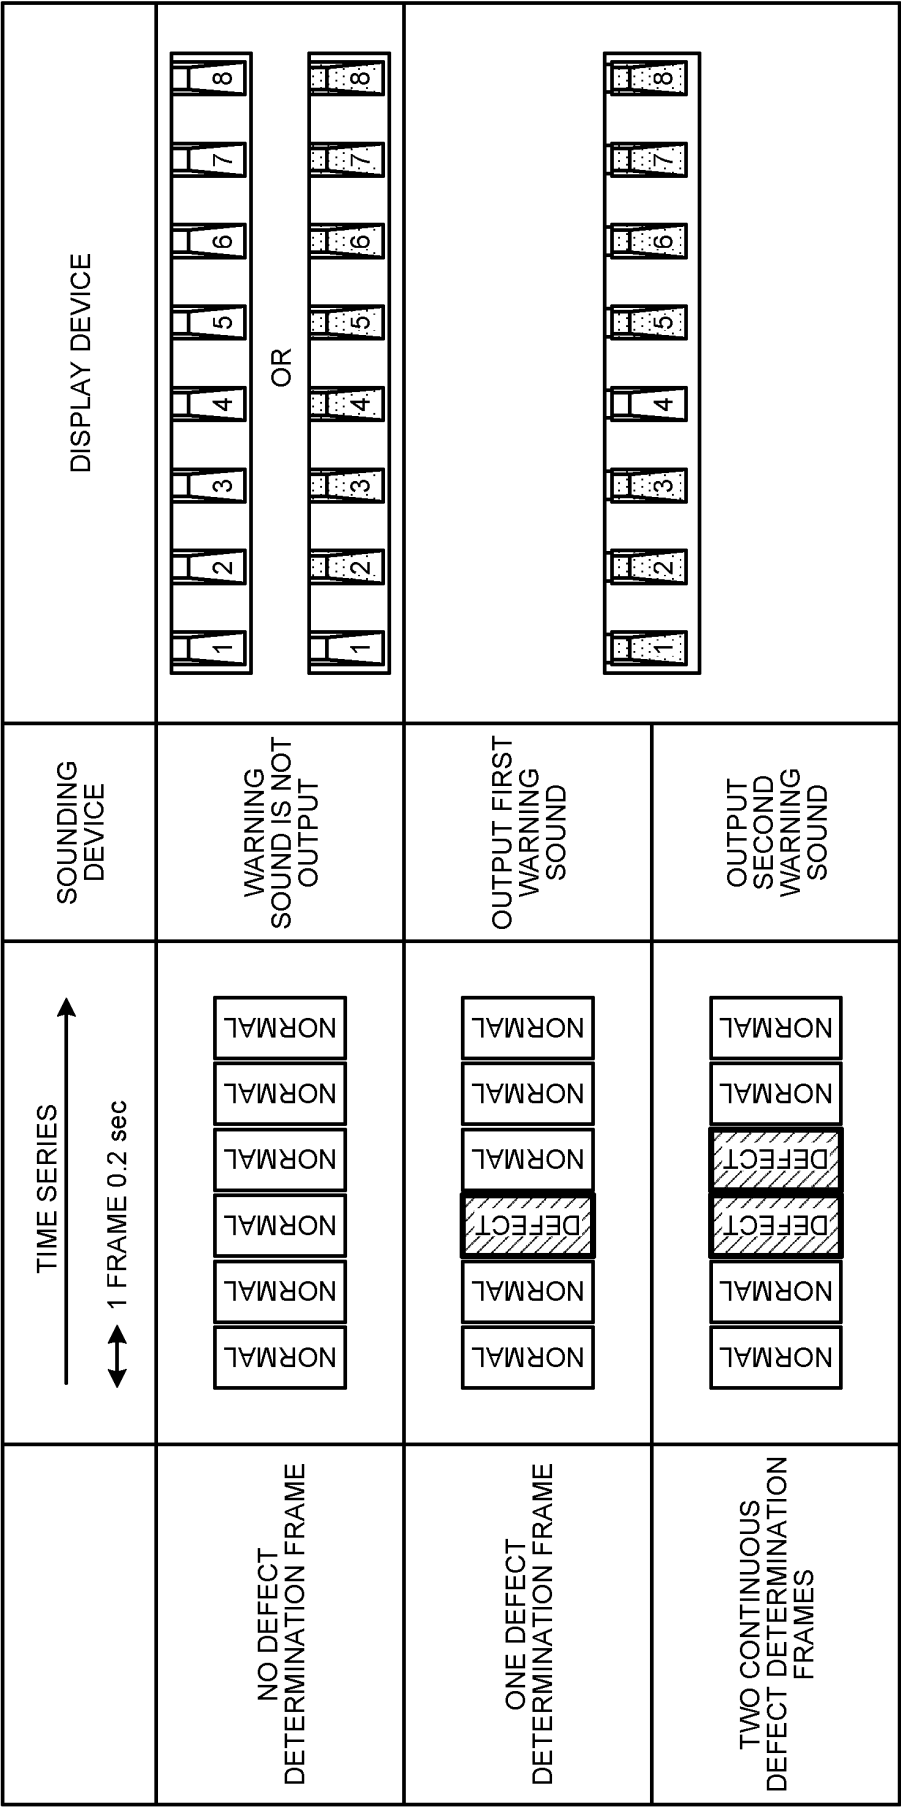 TIME SERIES
1 FRAME 0.2 sec
SOUNDING
DEVICE
DISPLAY DEVICE
NO DEFECT
DETERMINATION FRAME
NORMAL
NORMAL
NORMAL
NORMAL
NORMAL
NORMAL
WARNING
SOUND IS NOT
OUTPUT
1
2
3
4
5
6
7
8
OR
1
2
3
4
5
6
7
8
ONE DEFECT
DETERMINATION FRAME
NORMAL
NORMAL
DEFECT
NORMAL
NORMAL
NORMAL
OUTPUT FIRST
WARNING
SOUND
1
2
3
4
5
6
7
8
TWO CONTINUOUS
DEFECT DETERMINATION
FRAMES
NORMAL
NORMAL
DEFECT
DEFECT
NORMAL
NORMAL
OUTPUT
SECOND
WARNING
SOUND